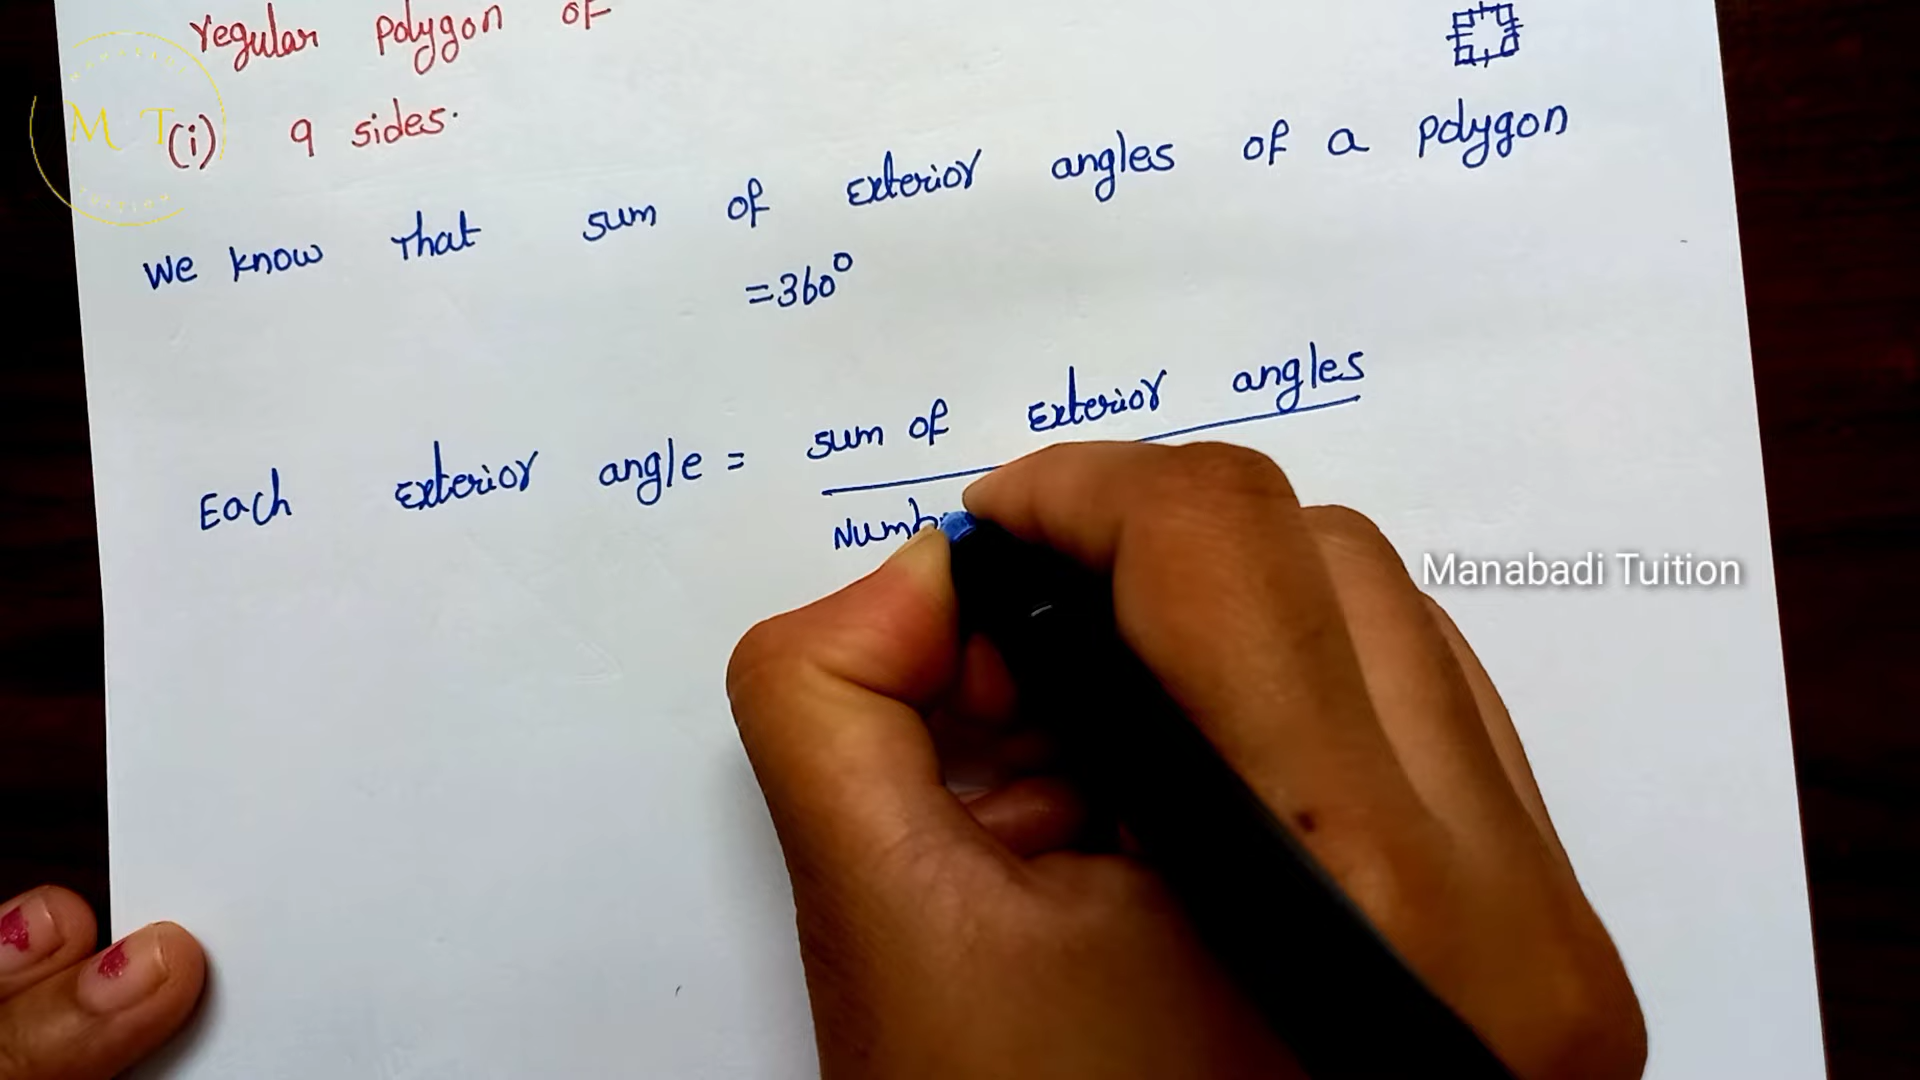 regular polygon of
M T
(i) 9 sides.
we know that sum of exterior angles of a polygon
=360°
Each exterior angle = sum of exterior angles
Numb
Manabadi Tuition